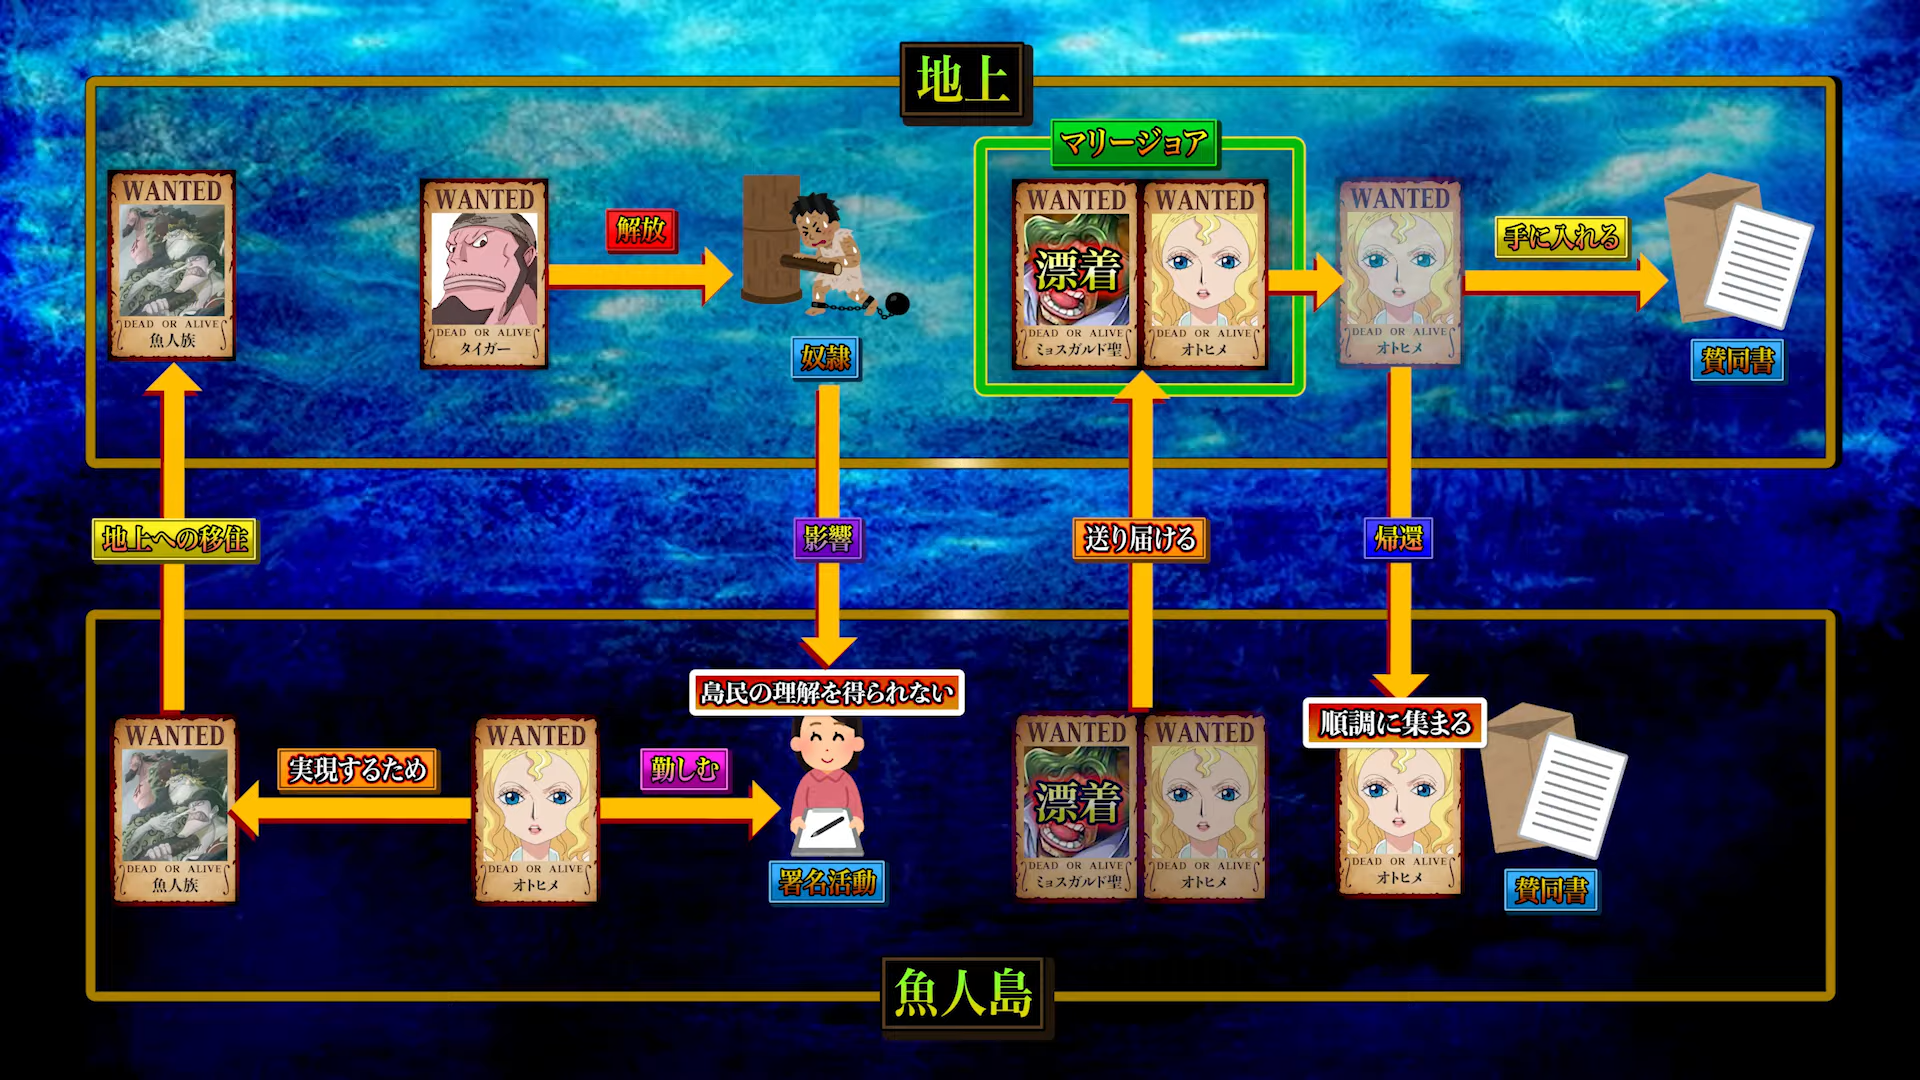 地上
マリージョア
WANTED
DEAD OR ALIVE
魚人族
WANTED
DEAD OR ALIVE
タイガー
解放
奴隷
WANTED
漂着
DEAD OR ALIVE
ミョスガルド聖
WANTED
DEAD OR ALIVE
オトヒメ
WANTED
DEAD OR ALIVE
オトヒメ
手に入れる
賛同書
地上への移住
影響
送り届ける
帰還
島民の理解を得られない
順調に集まる
WANTED
DEAD OR ALIVE
魚人族
実現するため
WANTED
DEAD OR ALIVE
オトヒメ
勤しむ
署名活動
WANTED
漂着
DEAD OR ALIVE
ミョスガルド聖
WANTED
DEAD OR ALIVE
オトヒメ
DEAD OR ALIVE
オトヒメ
賛同書
魚人島